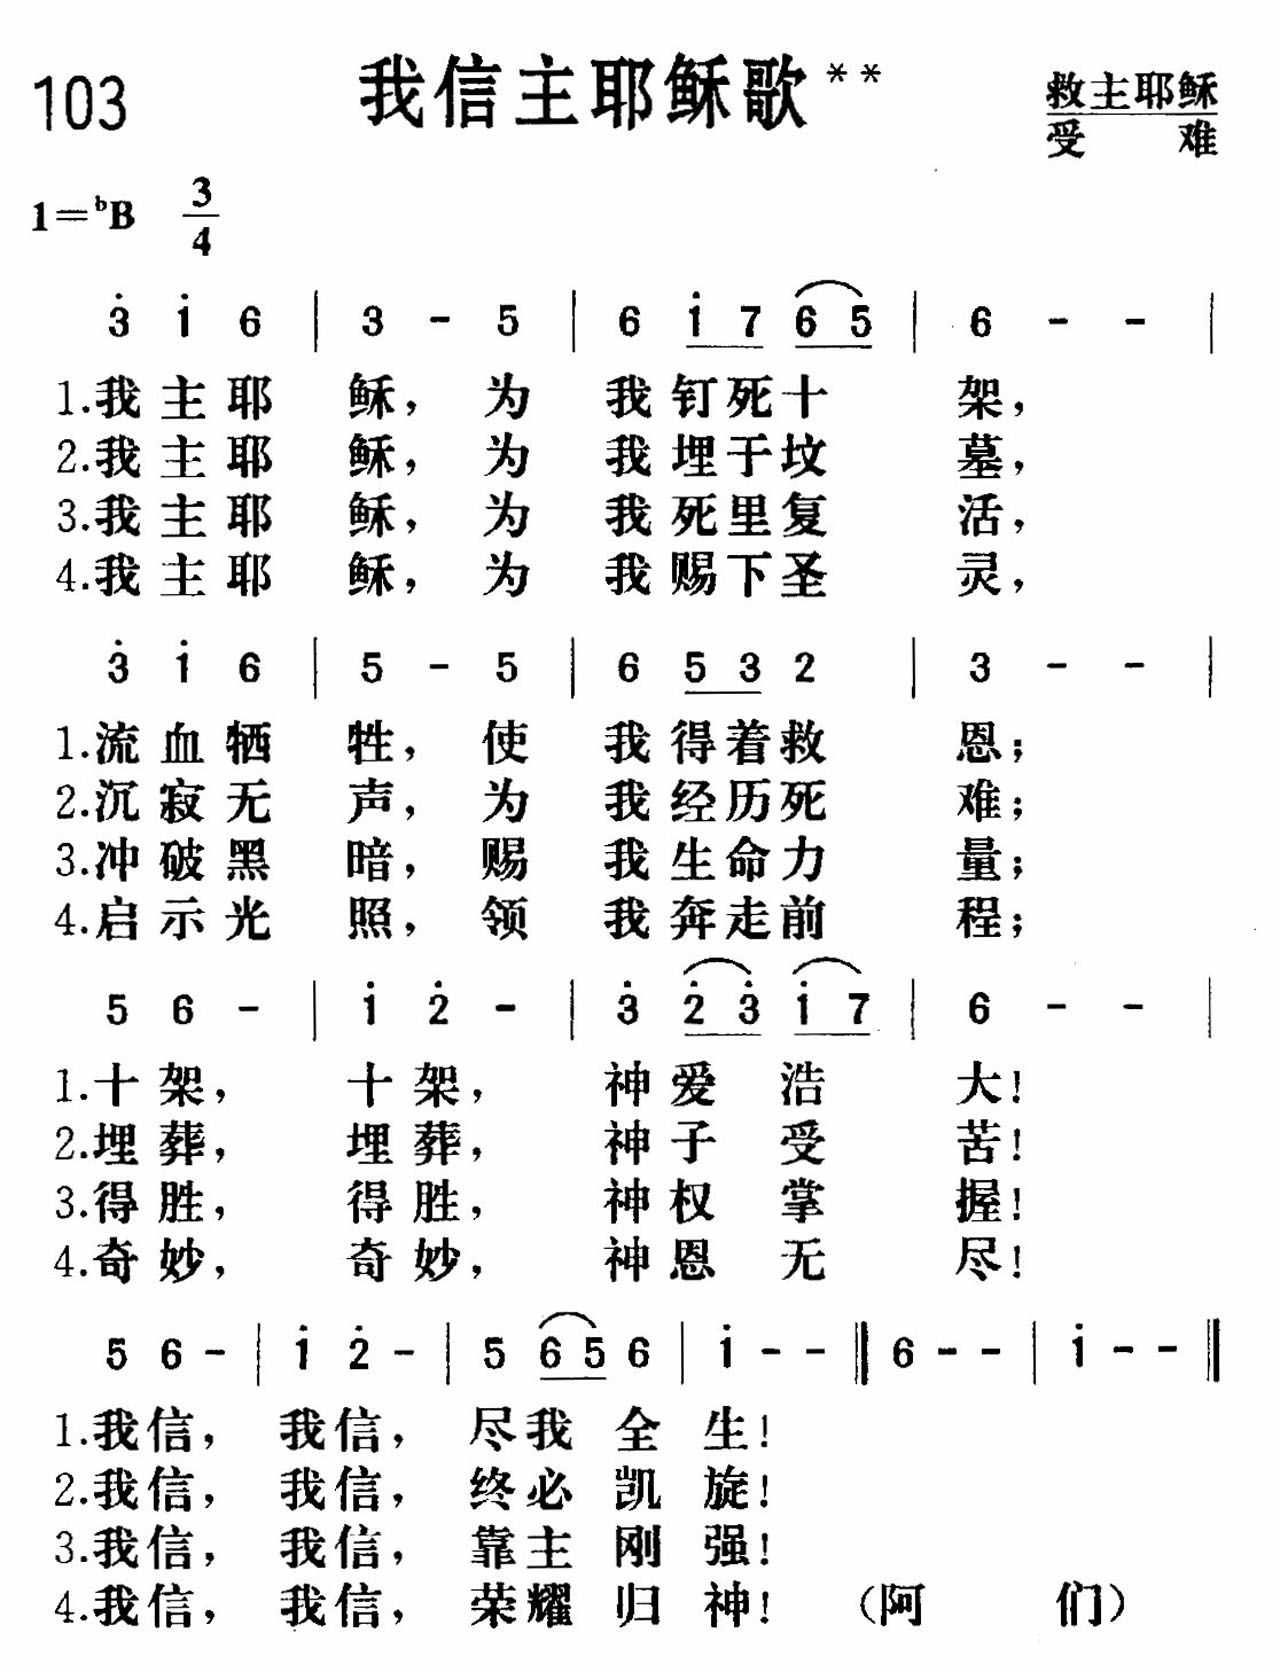 103 我信主耶稣歌** 救主耶稣
受难
1=ᵇB 3/4
3̇ 1̇ 6 | 3 - 5 | 6 1̇ 7 6 5 | 6 - - |
1.我主耶 稣，为 我钉死十 架，
2.我主耶 稣，为 我埋于坟 墓，
3.我主耶 稣，为 我死里复 活，
4.我主耶 稣，为 我赐下圣 灵，
3̇ 1̇ 6 | 5 - 5 | 6 5 3 2 | 3 - - |
1.流血牺 牲，使 我得着救 恩；
2.沉寂无 声，为 我经历死 难；
3.冲破黑 暗，赐 我生命力 量；
4.启示光 照，领 我奔走前 程；
5 6 - | 1̇ 2̇ - | 3̇ 2̇ 3̇ 1̇ 7 | 6 - - |
1.十架， 十架， 神爱浩 大！
2.埋葬， 埋葬， 神子受 苦！
3.得胜， 得胜， 神权掌 握！
4.奇妙， 奇妙， 神恩无 尽！
5 6 - | 1̇ 2̇ - | 5 6 5 6 | 1̇ - - ‖ 6 - - | 1̇ - - ‖
1.我信， 我信， 尽我全 生！
2.我信， 我信， 终必凯 旋！
3.我信， 我信， 靠主刚 强！
4.我信， 我信， 荣耀归 神！ （阿 们）